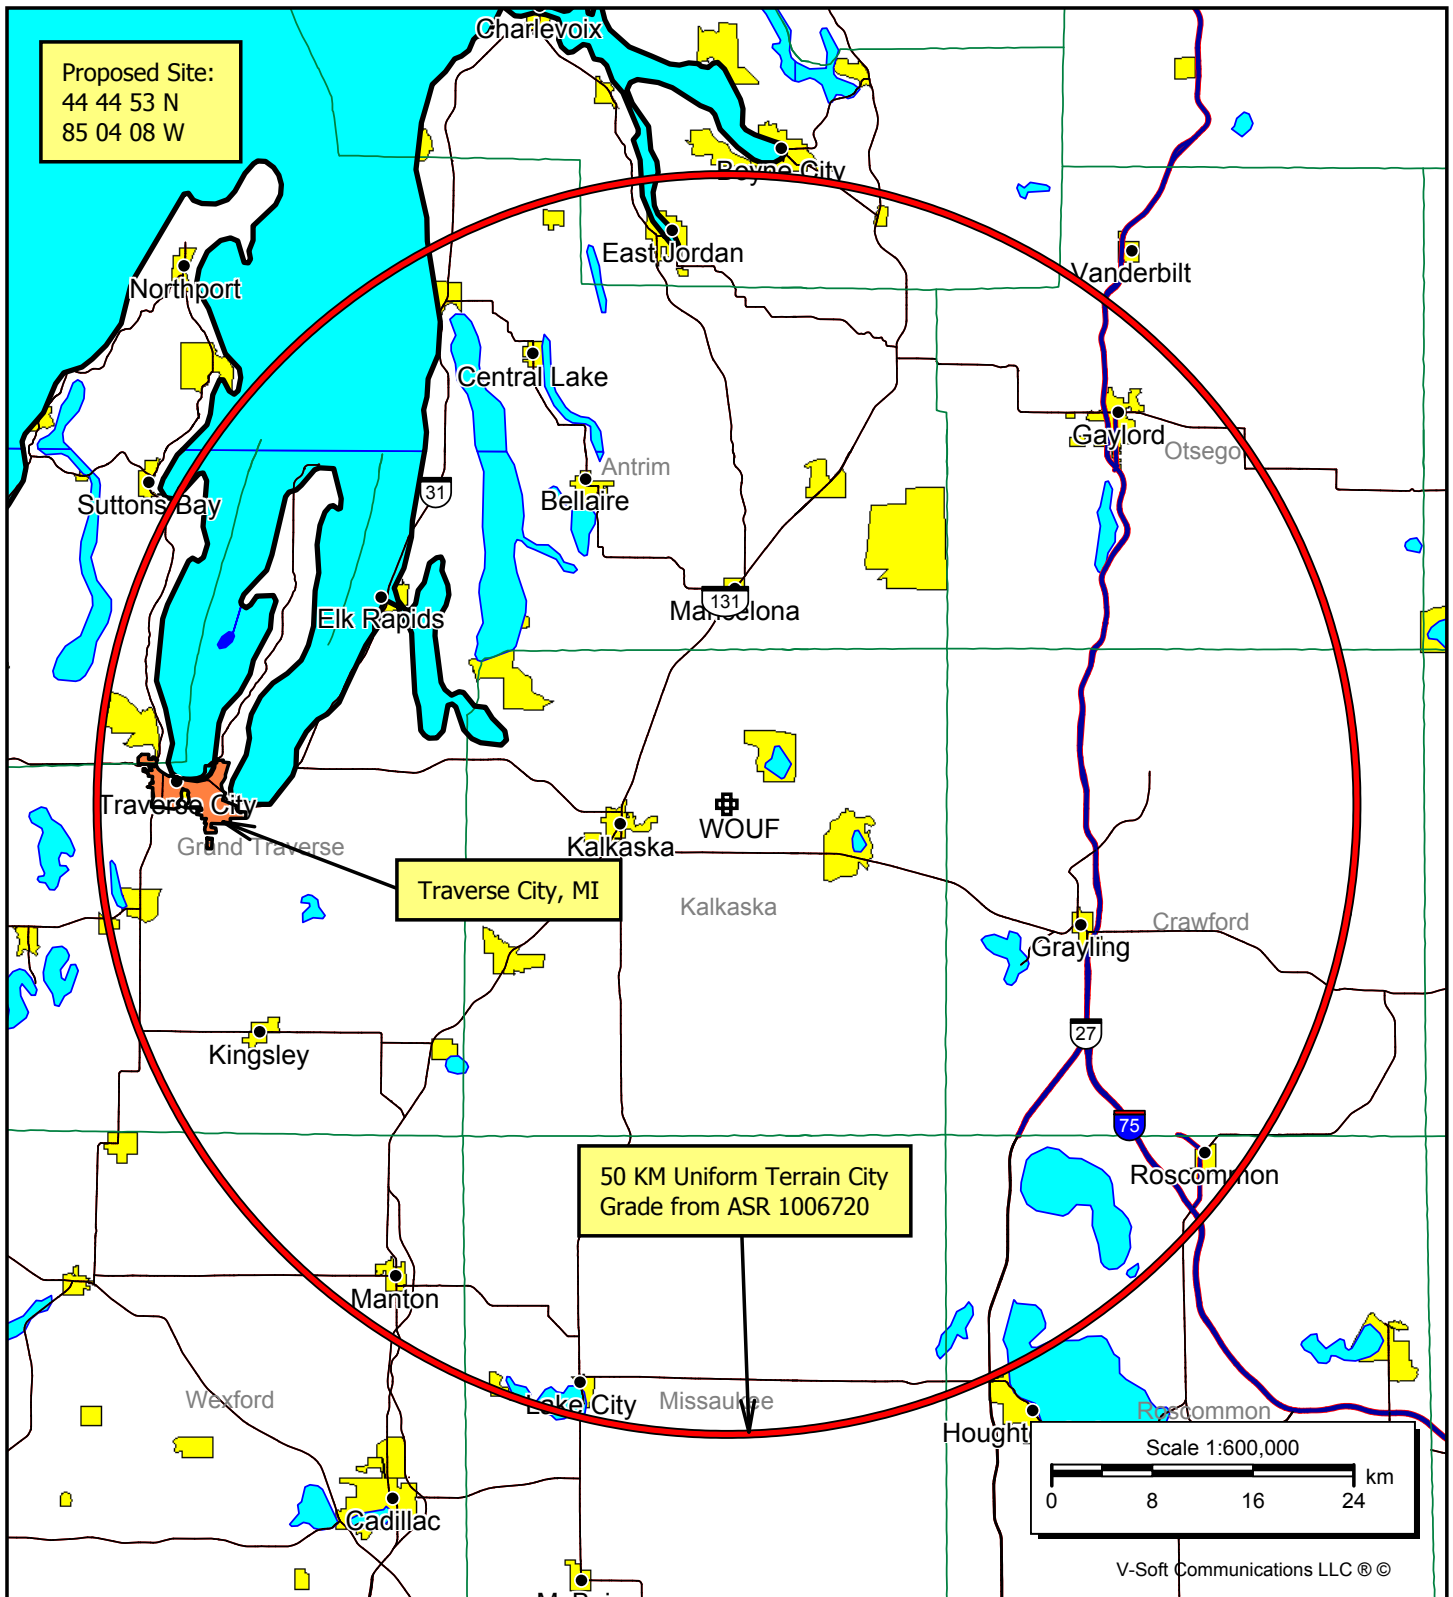 Charlevoix
Proposed Site:
44 44 53 N
85 04 08 W
Boyne City
East Jordan
Vanderbilt
Northport
Central Lake
Gaylord
Otsego
Antrim
31
Bellaire
Suttons Bay
131
Mancelona
Elk Rapids
Traverse City
WOUF
Kalkaska
Grand Traverse
Traverse City, MI
Kalkaska
Crawford
Grayling
27
Kingsley
75
50 KM Uniform Terrain City
Grade from ASR 1006720
Roscommon
Manton
Wexford
Lake City
Missaukee
Roscommon
Hought
Scale 1:600,000
km
0 8 16 24
Cadillac
V-Soft Communications LLC ® ©